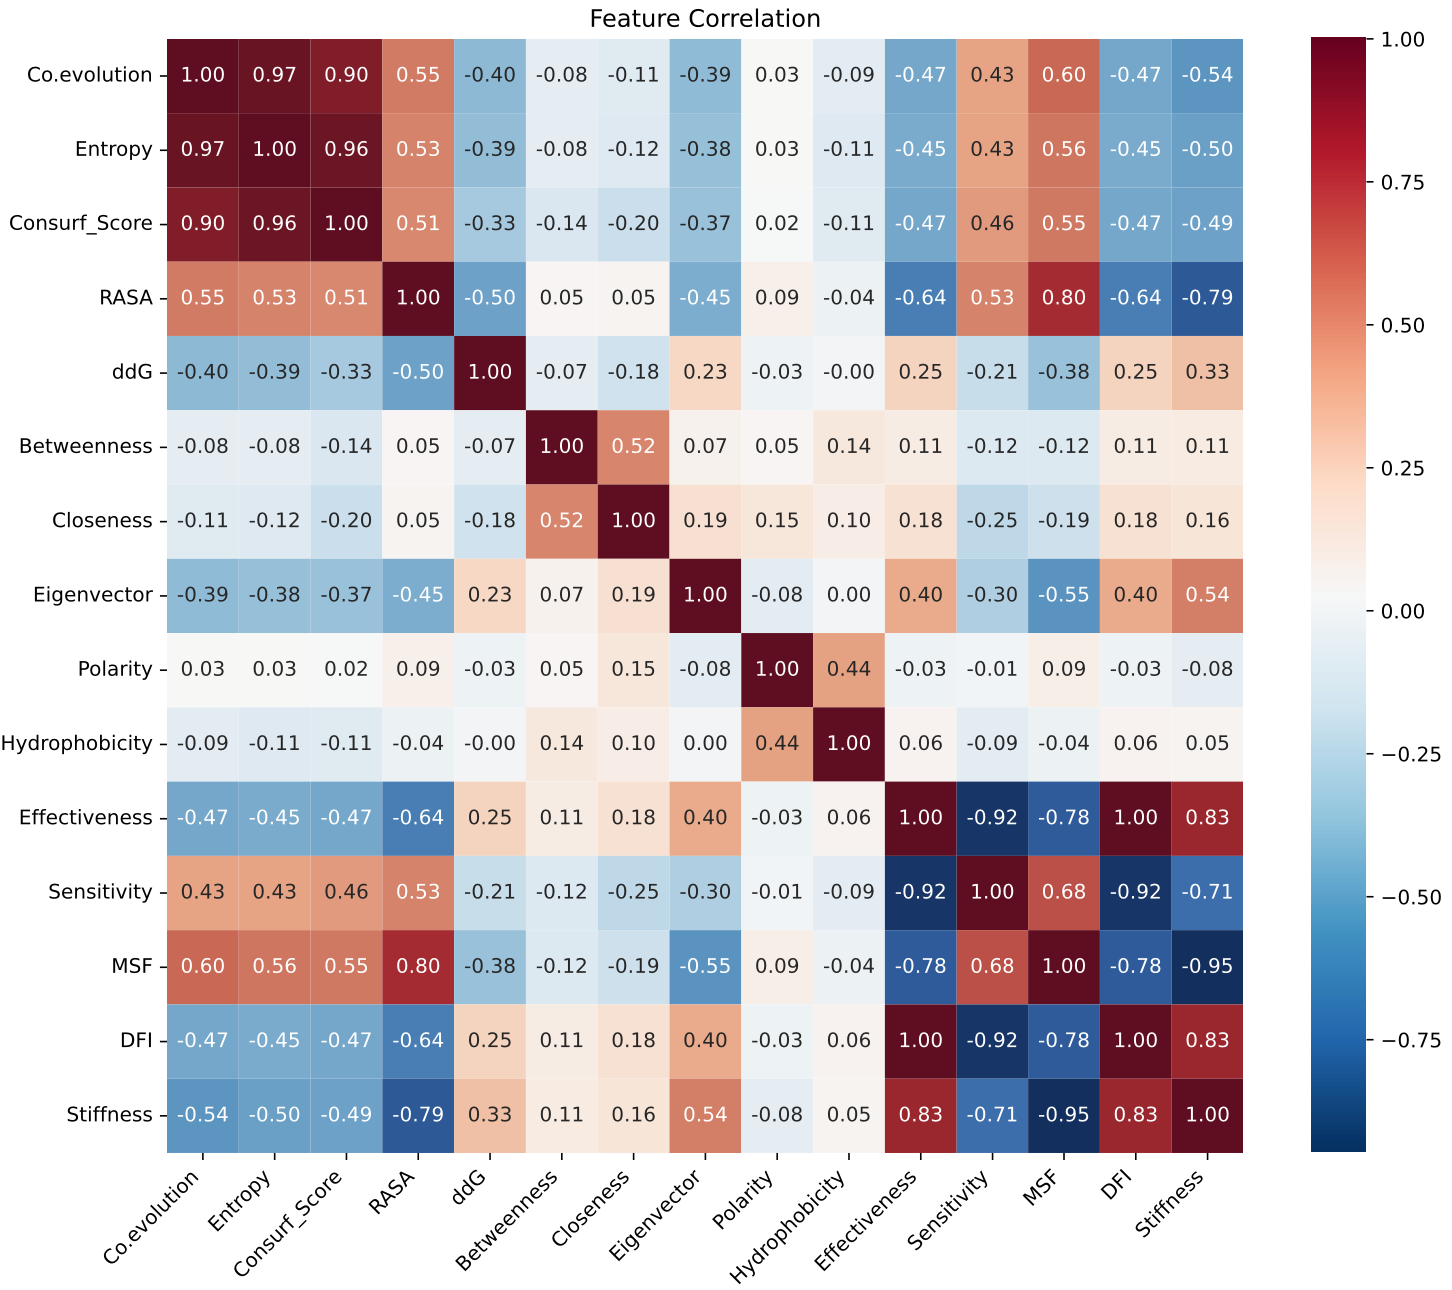 Feature Correlation
Co.evolution 1.00 0.97 0.90 0.55 -0.40 -0.08 -0.11 -0.39 0.03 -0.09 -0.47 0.43 0.60 -0.47 -0.54
Entropy 0.97 1.00 0.96 0.53 -0.39 -0.08 -0.12 -0.38 0.03 -0.11 -0.45 0.43 0.56 -0.45 -0.50
Consurf_Score 0.90 0.96 1.00 0.51 -0.33 -0.14 -0.20 -0.37 0.02 -0.11 -0.47 0.46 0.55 -0.47 -0.49
RASA 0.55 0.53 0.51 1.00 -0.50 0.05 0.05 -0.45 0.09 -0.04 -0.64 0.53 0.80 -0.64 -0.79
ddG -0.40 -0.39 -0.33 -0.50 1.00 -0.07 -0.18 0.23 -0.03 -0.00 0.25 -0.21 -0.38 0.25 0.33
Betweenness -0.08 -0.08 -0.14 0.05 -0.07 1.00 0.52 0.07 0.05 0.14 0.11 -0.12 -0.12 0.11 0.11
Closeness -0.11 -0.12 -0.20 0.05 -0.18 0.52 1.00 0.19 0.15 0.10 0.18 -0.25 -0.19 0.18 0.16
Eigenvector -0.39 -0.38 -0.37 -0.45 0.23 0.07 0.19 1.00 -0.08 0.00 0.40 -0.30 -0.55 0.40 0.54
Polarity 0.03 0.03 0.02 0.09 -0.03 0.05 0.15 -0.08 1.00 0.44 -0.03 -0.01 0.09 -0.03 -0.08
Hydrophobicity -0.09 -0.11 -0.11 -0.04 -0.00 0.14 0.10 0.00 0.44 1.00 0.06 -0.09 -0.04 0.06 0.05
Effectiveness -0.47 -0.45 -0.47 -0.64 0.25 0.11 0.18 0.40 -0.03 0.06 1.00 -0.92 -0.78 1.00 0.83
Sensitivity 0.43 0.43 0.46 0.53 -0.21 -0.12 -0.25 -0.30 -0.01 -0.09 -0.92 1.00 0.68 -0.92 -0.71
MSF 0.60 0.56 0.55 0.80 -0.38 -0.12 -0.19 -0.55 0.09 -0.04 -0.78 0.68 1.00 -0.78 -0.95
DFI -0.47 -0.45 -0.47 -0.64 0.25 0.11 0.18 0.40 -0.03 0.06 1.00 -0.92 -0.78 1.00 0.83
Stiffness -0.54 -0.50 -0.49 -0.79 0.33 0.11 0.16 0.54 -0.08 0.05 0.83 -0.71 -0.95 0.83 1.00
Co.evolution Entropy Consurf_Score RASA ddG Betweenness Closeness Eigenvector Polarity Hydrophobicity Effectiveness Sensitivity MSF DFI Stiffness
1.00
0.75
0.50
0.25
0.00
−0.25
−0.50
−0.75